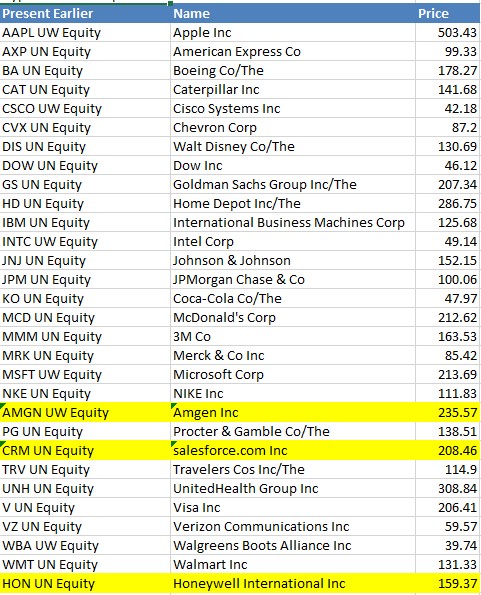 Present Earlier Name Price
AAPL UW Equity Apple Inc 503.43
AXP UN Equity American Express Co 99.33
BA UN Equity Boeing Co/The 178.27
CAT UN Equity Caterpillar Inc 141.68
CSCO UW Equity Cisco Systems Inc 42.18
CVX UN Equity Chevron Corp 87.2
DIS UN Equity Walt Disney Co/The 130.69
DOW UN Equity Dow Inc 46.12
GS UN Equity Goldman Sachs Group Inc/The 207.34
HD UN Equity Home Depot Inc/The 286.75
IBM UN Equity International Business Machines Corp 125.68
INTC UW Equity Intel Corp 49.14
JNJ UN Equity Johnson & Johnson 152.15
JPM UN Equity JPMorgan Chase & Co 100.06
KO UN Equity Coca-Cola Co/The 47.97
MCD UN Equity McDonald's Corp 212.62
MMM UN Equity 3M Co 163.53
MRK UN Equity Merck & Co Inc 85.42
MSFT UW Equity Microsoft Corp 213.69
NKE UN Equity NIKE Inc 111.83
AMGN UW Equity Amgen Inc 235.57
PG UN Equity Procter & Gamble Co/The 138.51
CRM UN Equity salesforce.com Inc 208.46
TRV UN Equity Travelers Cos Inc/The 114.9
UNH UN Equity UnitedHealth Group Inc 308.84
V UN Equity Visa Inc 206.41
VZ UN Equity Verizon Communications Inc 59.57
WBA UW Equity Walgreens Boots Alliance Inc 39.74
WMT UN Equity Walmart Inc 131.33
HON UN Equity Honeywell International Inc 159.37